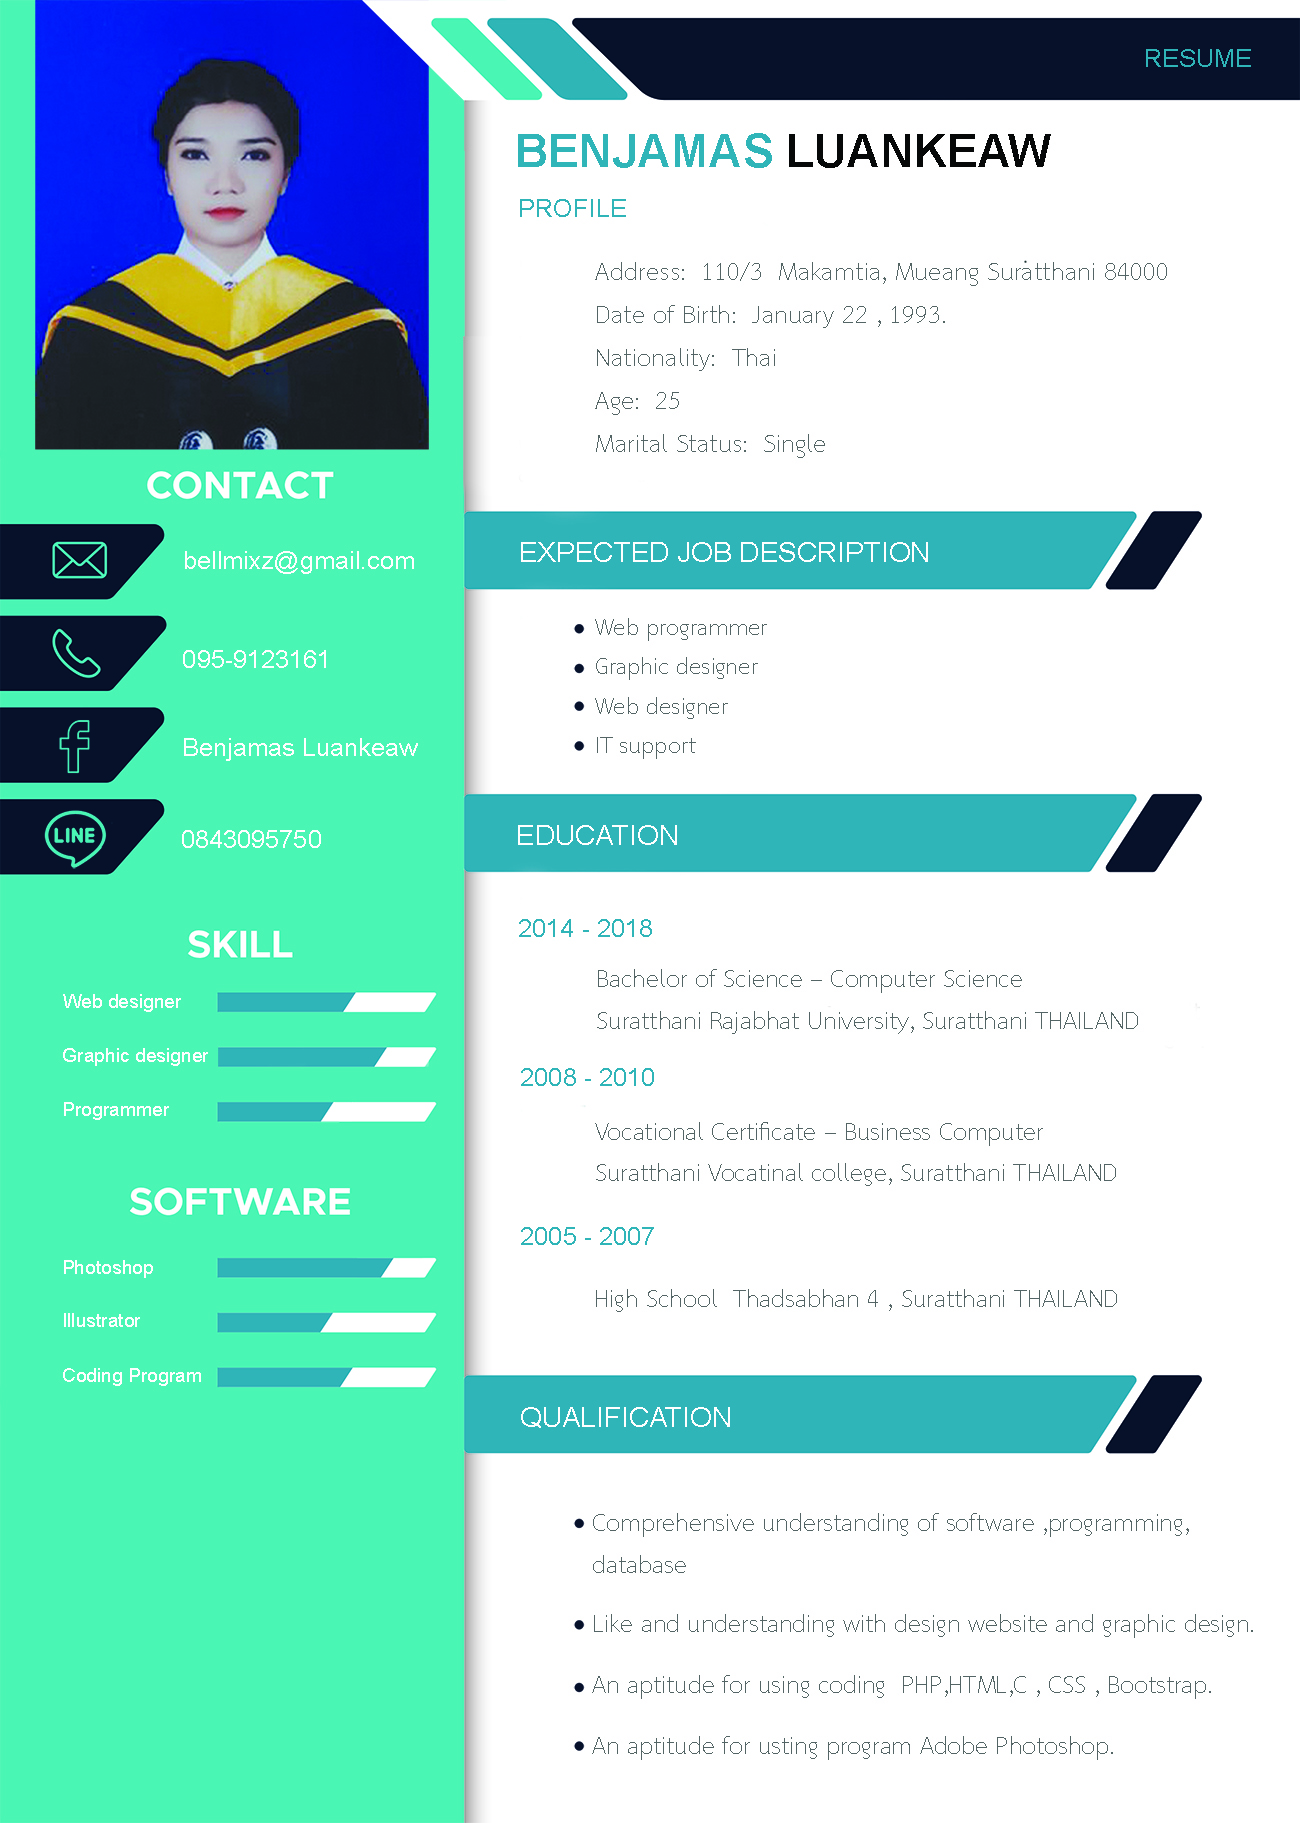 RESUME
BENJAMAS LUANKEAW
PROFILE
Address: 110/3 Makamtia, Mueang Suratthani 84000
Date of Birth: January 22 , 1993.
Nationality: Thai
Age: 25
Marital Status: Single
CONTACT
bellmixz@gmail.com
095-9123161
Benjamas Luankeaw
LINE
0843095750
SKILL
Web designer
Graphic designer
Programmer
SOFTWARE
Photoshop
Illustrator
Coding Program
EXPECTED JOB DESCRIPTION
• Web programmer
• Graphic designer
• Web designer
• IT support
EDUCATION
2014 - 2018
Bachelor of Science – Computer Science
Suratthani Rajabhat University, Suratthani THAILAND
2008 - 2010
Vocational Certificate – Business Computer
Suratthani Vocatinal college, Suratthani THAILAND
2005 - 2007
High School Thadsabhan 4 , Suratthani THAILAND
QUALIFICATION
• Comprehensive understanding of software ,programming,
database
• Like and understanding with design website and graphic design.
• An aptitude for using coding PHP,HTML,C , CSS , Bootstrap.
• An aptitude for usting program Adobe Photoshop.